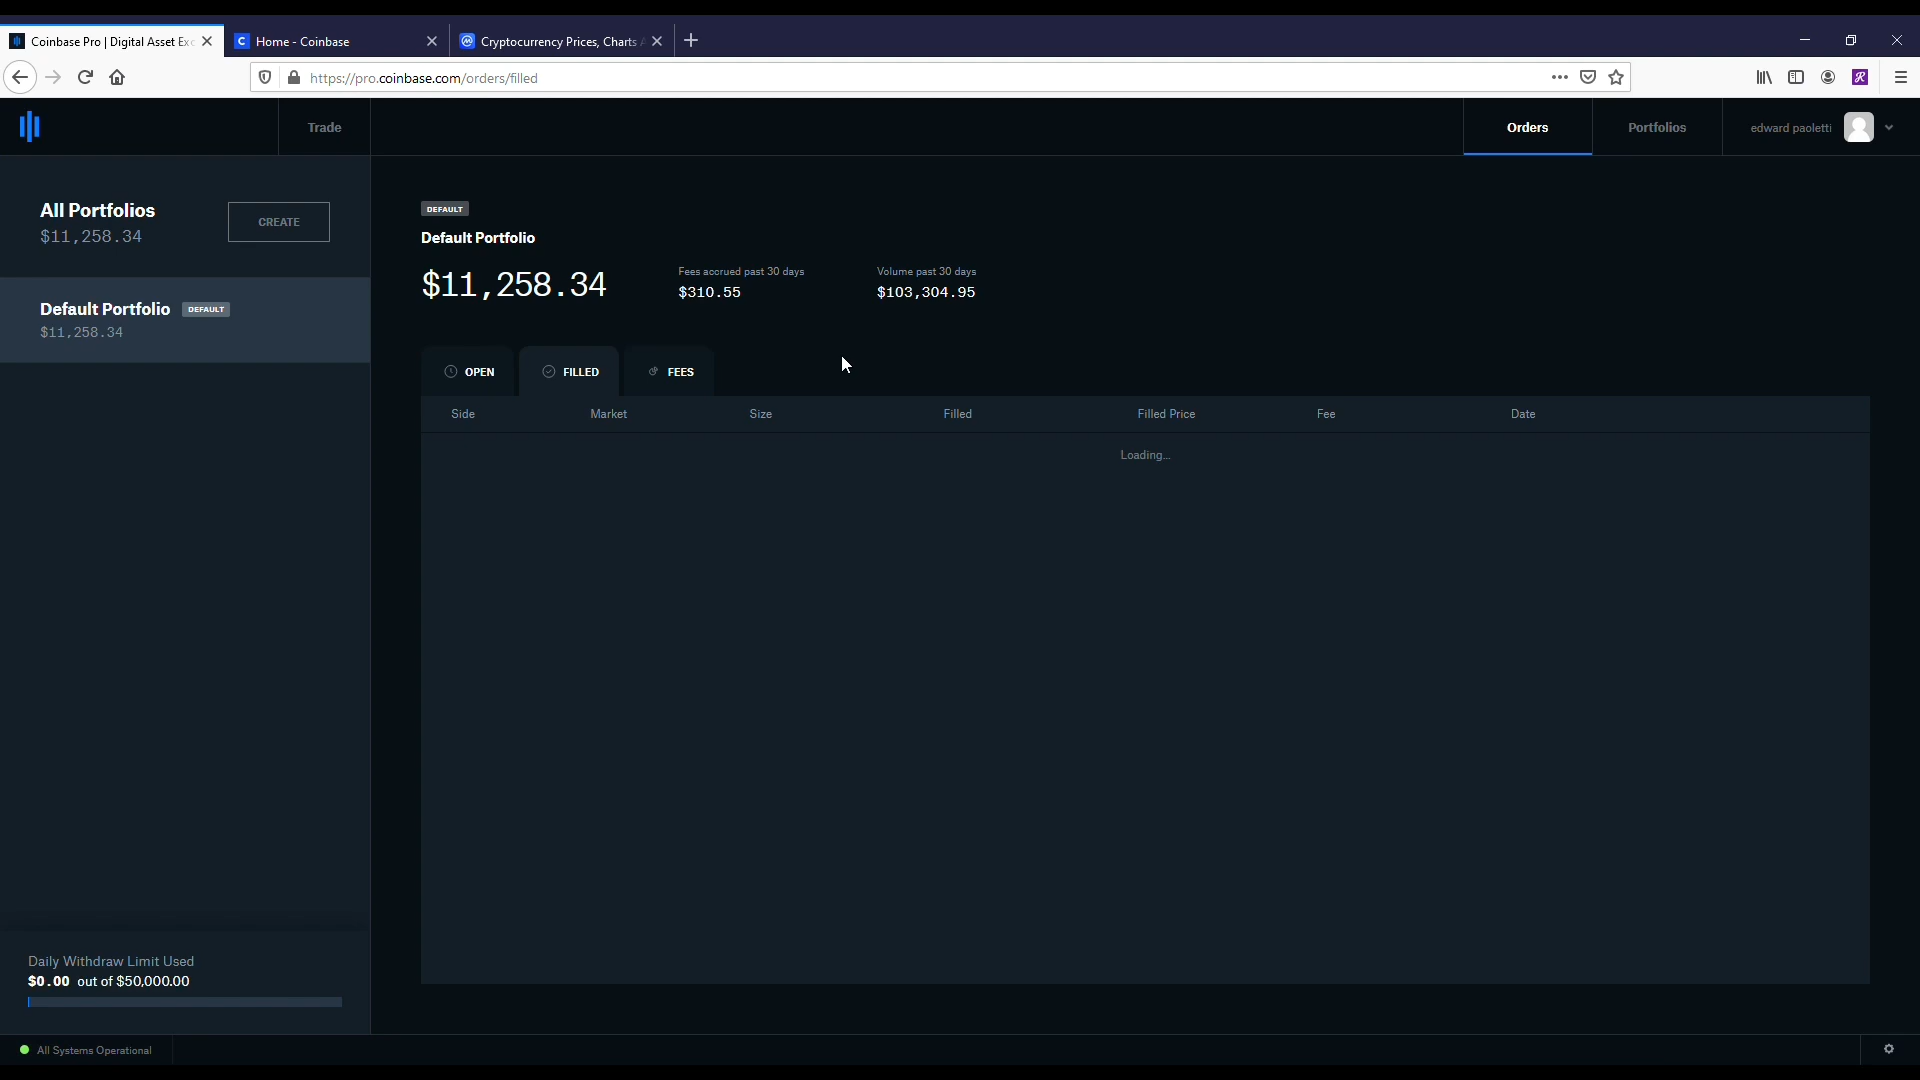 Coinbase Pro | Digital Asset Exc
Home - Coinbase
Cryptocurrency Prices, Charts A
https://pro.coinbase.com/orders/filled
Trade
Orders
Portfolios
edward paoletti
All Portfolios
$11,258.34
CREATE
Default Portfolio DEFAULT
$11,258.34
DEFAULT
Default Portfolio
$11,258.34
Fees accrued past 30 days
$310.55
Volume past 30 days
$103,304.95
OPEN
FILLED
FEES
Side Market Size Filled Filled Price Fee Date
Loading...
Daily Withdraw Limit Used
$0.00 out of $50,000.00
All Systems Operational